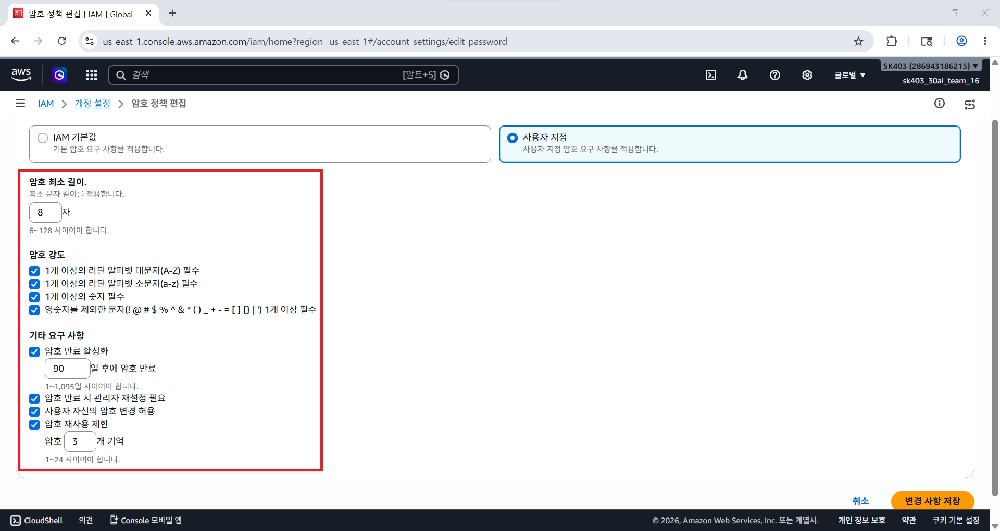 암호 정책 편집 | IAM | Global
us-east-1.console.aws.amazon.com/iam/home?region=us-east-1#/account_settings/edit_password
aws
검색
[알트+S]
글로벌
SK403 (286943186215)
sk403_30ai_team_16
IAM
계정 설정
암호 정책 편집
IAM 기본값
기본 암호 요구 사항을 적용합니다.
사용자 지정
사용자 지정 암호 요구 사항을 적용합니다.
암호 최소 길이.
최소 문자 길이를 적용합니다.
8 자
6~128 사이여야 합니다.
암호 강도
1개 이상의 라틴 알파벳 대문자(A-Z) 필수
1개 이상의 라틴 알파벳 소문자(a-z) 필수
1개 이상의 숫자 필수
영숫자를 제외한 문자(! @ # $ % ^ & * ( ) _ + - = [ ] {} | ') 1개 이상 필수
기타 요구 사항
암호 만료 활성화
90 일 후에 암호 만료
1~1,095일 사이여야 합니다.
암호 만료 시 관리자 재설정 필요
사용자 자신의 암호 변경 허용
암호 재사용 제한
암호 3 개 기억
1~24 사이여야 합니다.
취소
변경 사항 저장
CloudShell
의견
Console 모바일 앱
© 2026, Amazon Web Services, Inc. 또는 계열사.
개인 정보 보호
약관
쿠키 기본 설정